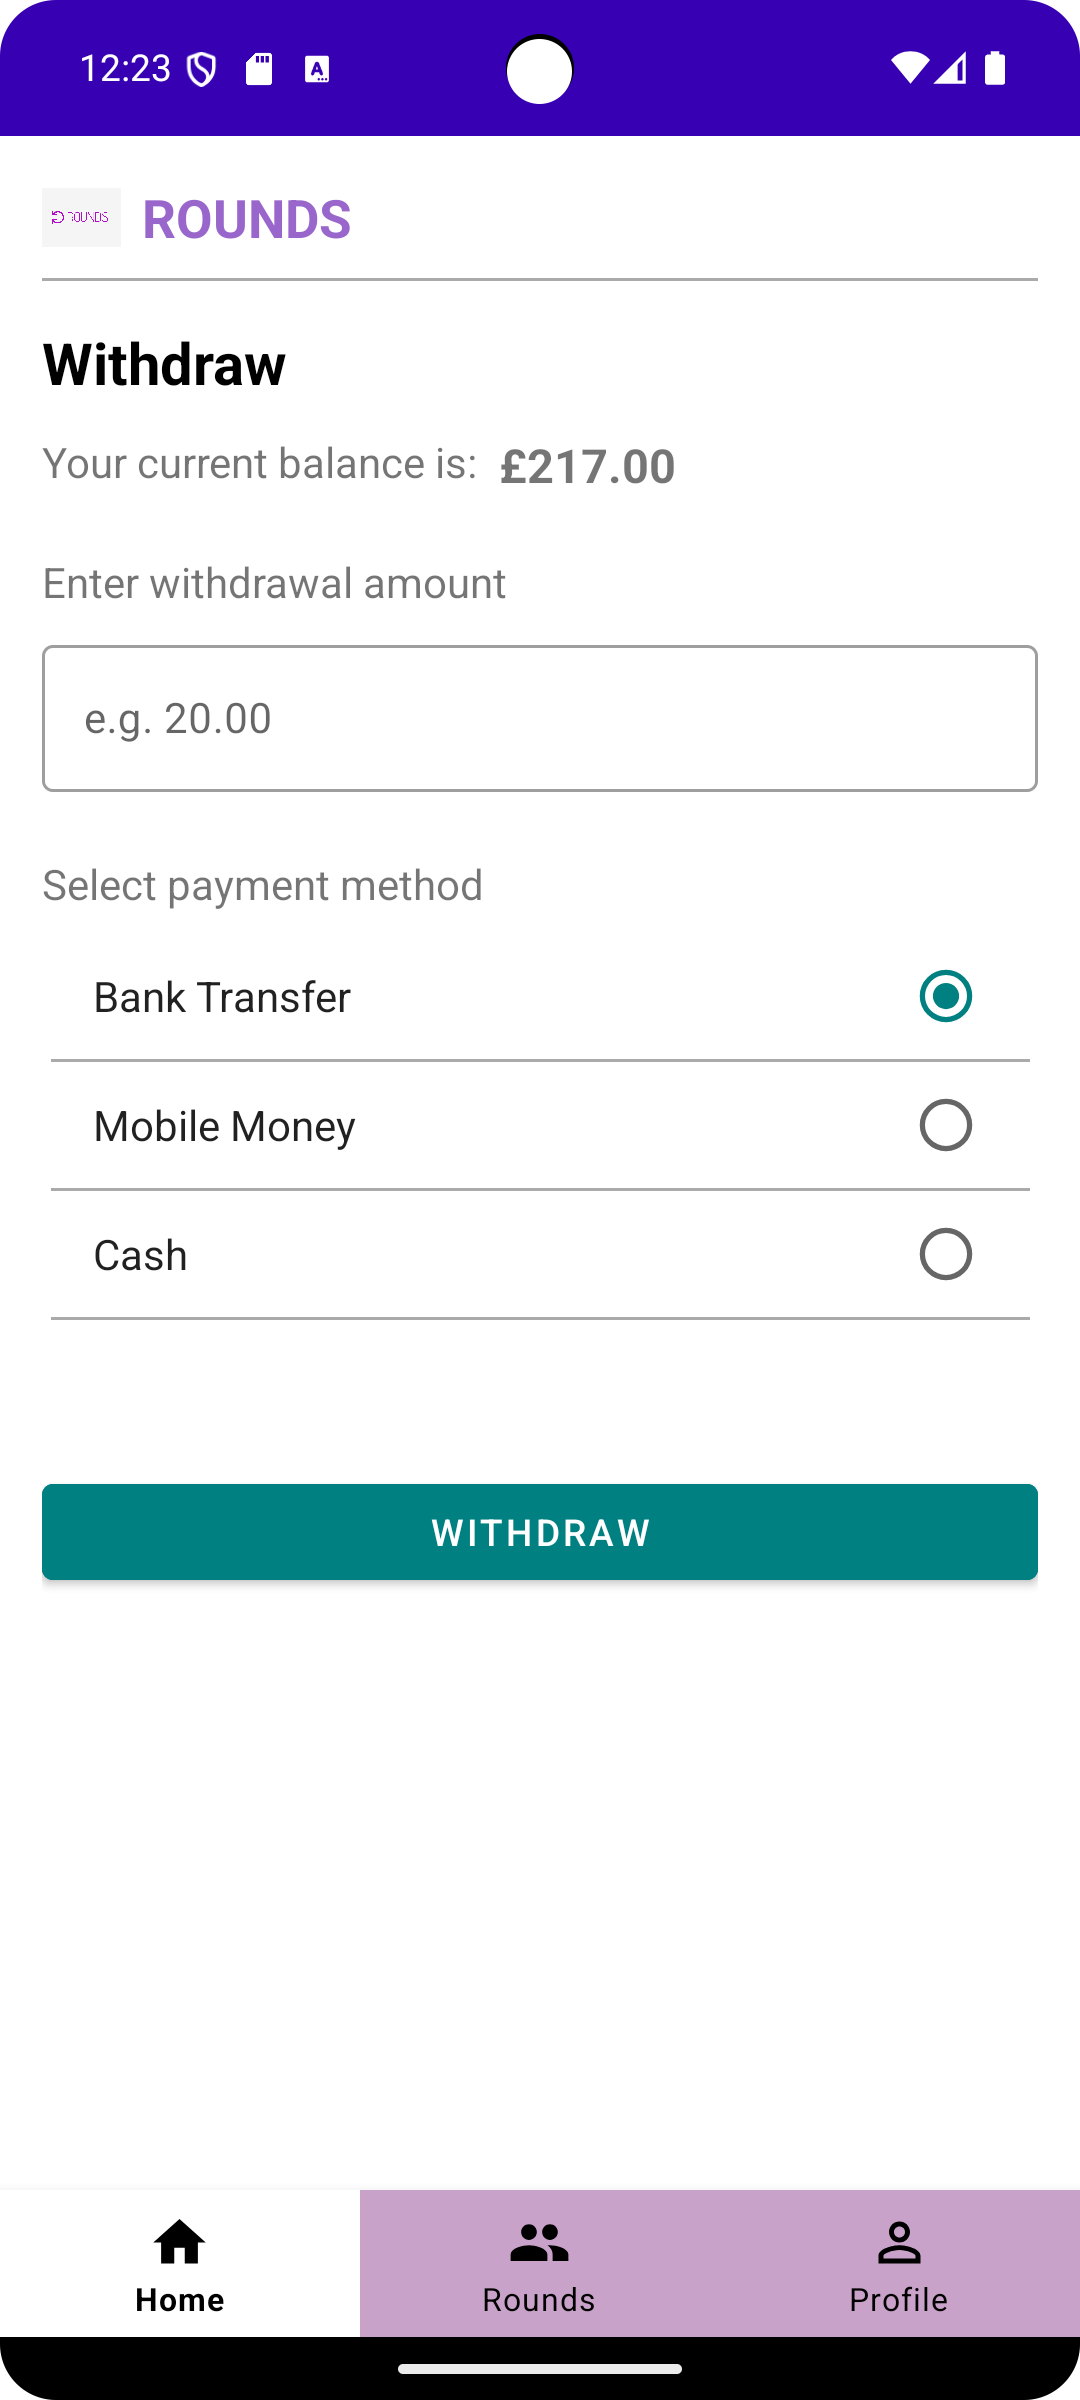 12:23
ROUNDS ROUNDS
Withdraw
Your current balance is: £217.00
Enter withdrawal amount
e.g. 20.00
Select payment method
Bank Transfer
Mobile Money
Cash
WITHDRAW
Home Rounds Profile